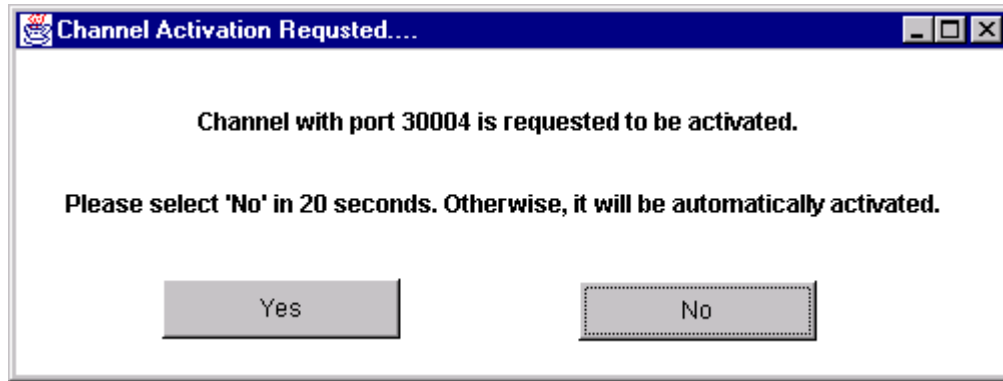 Channel Activation Requsted....
Channel with port 30004 is requested to be activated.
Please select 'No' in 20 seconds. Otherwise, it will be automatically activated.
Yes
No